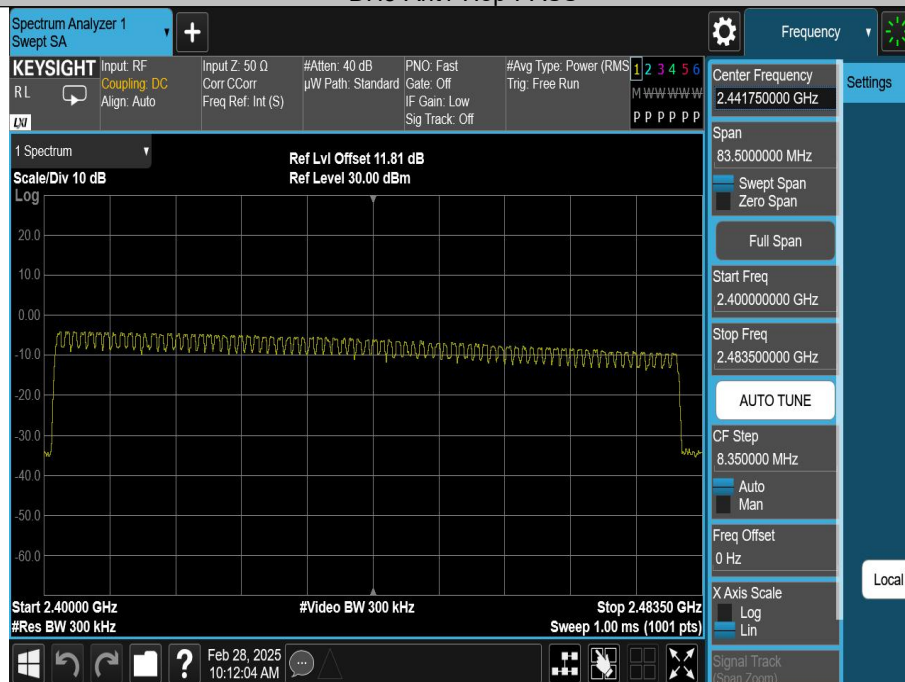 Spectrum Analyzer 1
Swept SA
+
Frequency
KEYSIGHT
RL
LXI
Input: RF
Coupling: DC
Align: Auto
Input Z: 50 Ω
Corr CCorr
Freq Ref: Int (S)
#Atten: 40 dB
µW Path: Standard
PNO: Fast
Gate: Off
IF Gain: Low
Sig Track: Off
#Avg Type: Power (RMS
Trig: Free Run
1 2 3 4 5 6
M W W W W W
P P P P P P
1 Spectrum
Scale/Div 10 dB
Ref Lvl Offset 11.81 dB
Ref Level 30.00 dBm
Log
20.0
10.0
0.00
-10.0
-20.0
-30.0
-40.0
-50.0
-60.0
Start 2.40000 GHz
#Res BW 300 kHz
#Video BW 300 kHz
Stop 2.48350 GHz
Sweep 1.00 ms (1001 pts)
Center Frequency
2.441750000 GHz
Settings
Span
83.5000000 MHz
Swept Span
Zero Span
Full Span
Start Freq
2.400000000 GHz
Stop Freq
2.483500000 GHz
AUTO TUNE
CF Step
8.350000 MHz
Auto
Man
Freq Offset
0 Hz
Local
X Axis Scale
Log
Lin
Signal Track
(Span Zoom)
?
Feb 28, 2025
10:12:04 AM